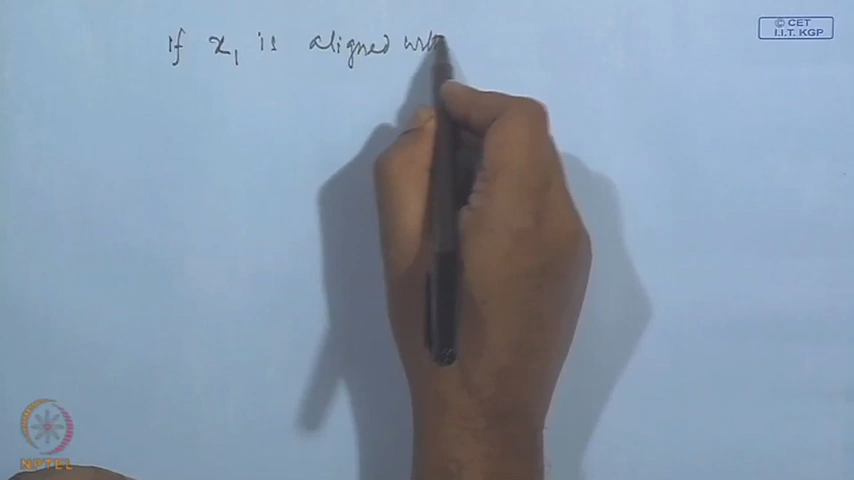 © CET
I.I.T. KGP
If x₁ is aligned
NPTEL